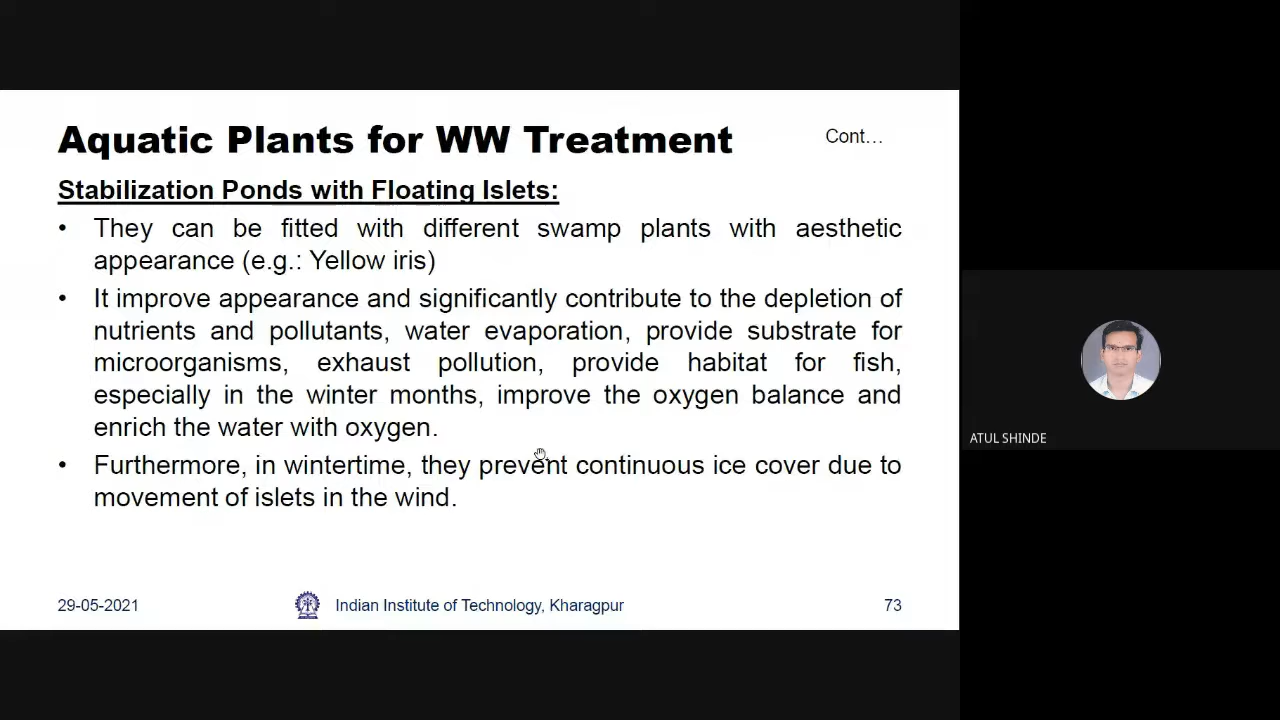 Aquatic Plants for WW Treatment
Cont...
Stabilization Ponds with Floating Islets:
• They can be fitted with different swamp plants with aesthetic
appearance (e.g.: Yellow iris)
• It improve appearance and significantly contribute to the depletion of
nutrients and pollutants, water evaporation, provide substrate for
microorganisms, exhaust pollution, provide habitat for fish,
especially in the winter months, improve the oxygen balance and
enrich the water with oxygen.
• Furthermore, in wintertime, they prevent continuous ice cover due to
movement of islets in the wind.
29-05-2021
Indian Institute of Technology, Kharagpur
73
ATUL SHINDE